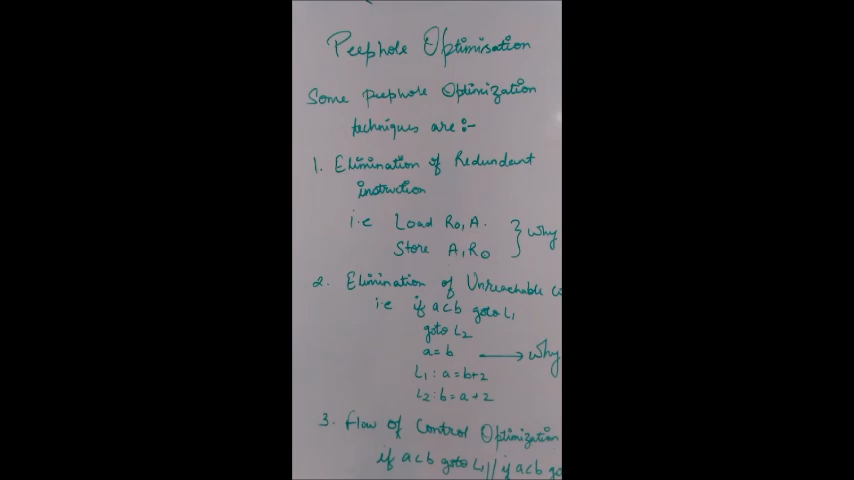 Peephole Optimisation
Some peephole Optimization
techniques are :-
1. Elimination of Redundant
instruction
i.e Load R0, A.
Store A, R0 } Why
2. Elimination of Unreachable
i.e if a<b goto L1
goto L2
a = b → Why
L1 : a = b+2
L2 : b = a + 2
3. Flow of Control Optimization
if a<b goto L1 // if a<b